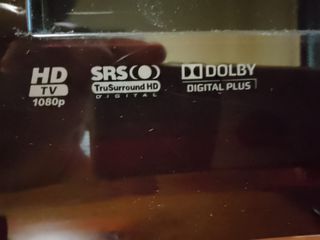 HD
TV
1080p
SRS
TruSurround HD
DIGITAL
DOLBY
DIGITAL PLUS